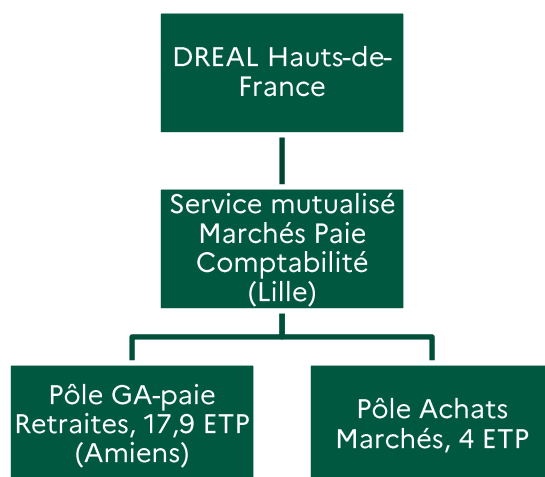 DREAL Hauts-de-
France
Service mutualisé
Marchés Paie
Comptabilité
(Lille)
Pôle GA-paie
Retraites, 17,9 ETP
(Amiens)
Pôle Achats
Marchés, 4 ETP